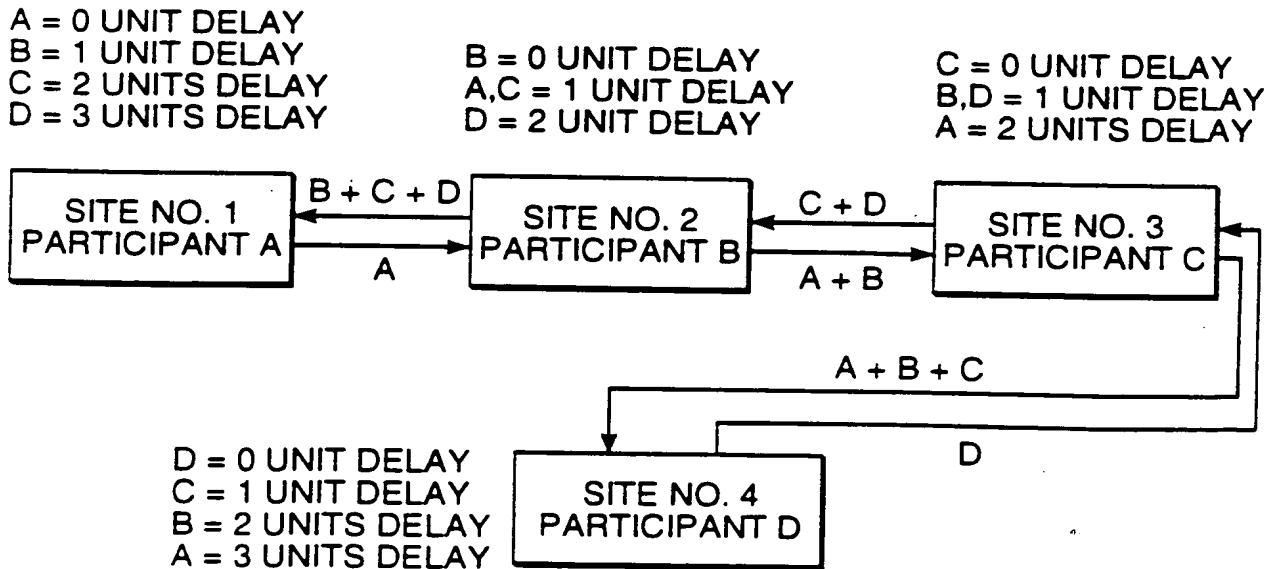 A = 0 UNIT DELAY
B = 1 UNIT DELAY
C = 2 UNITS DELAY
D = 3 UNITS DELAY
B = 0 UNIT DELAY
A,C = 1 UNIT DELAY
D = 2 UNIT DELAY
C = 0 UNIT DELAY
B,D = 1 UNIT DELAY
A = 2 UNITS DELAY
SITE NO. 1
PARTICIPANT A
B + C + D
A
SITE NO. 2
PARTICIPANT B
C + D
A + B
SITE NO. 3
PARTICIPANT C
A + B + C
D
D = 0 UNIT DELAY
C = 1 UNIT DELAY
B = 2 UNITS DELAY
A = 3 UNITS DELAY
SITE NO. 4
PARTICIPANT D